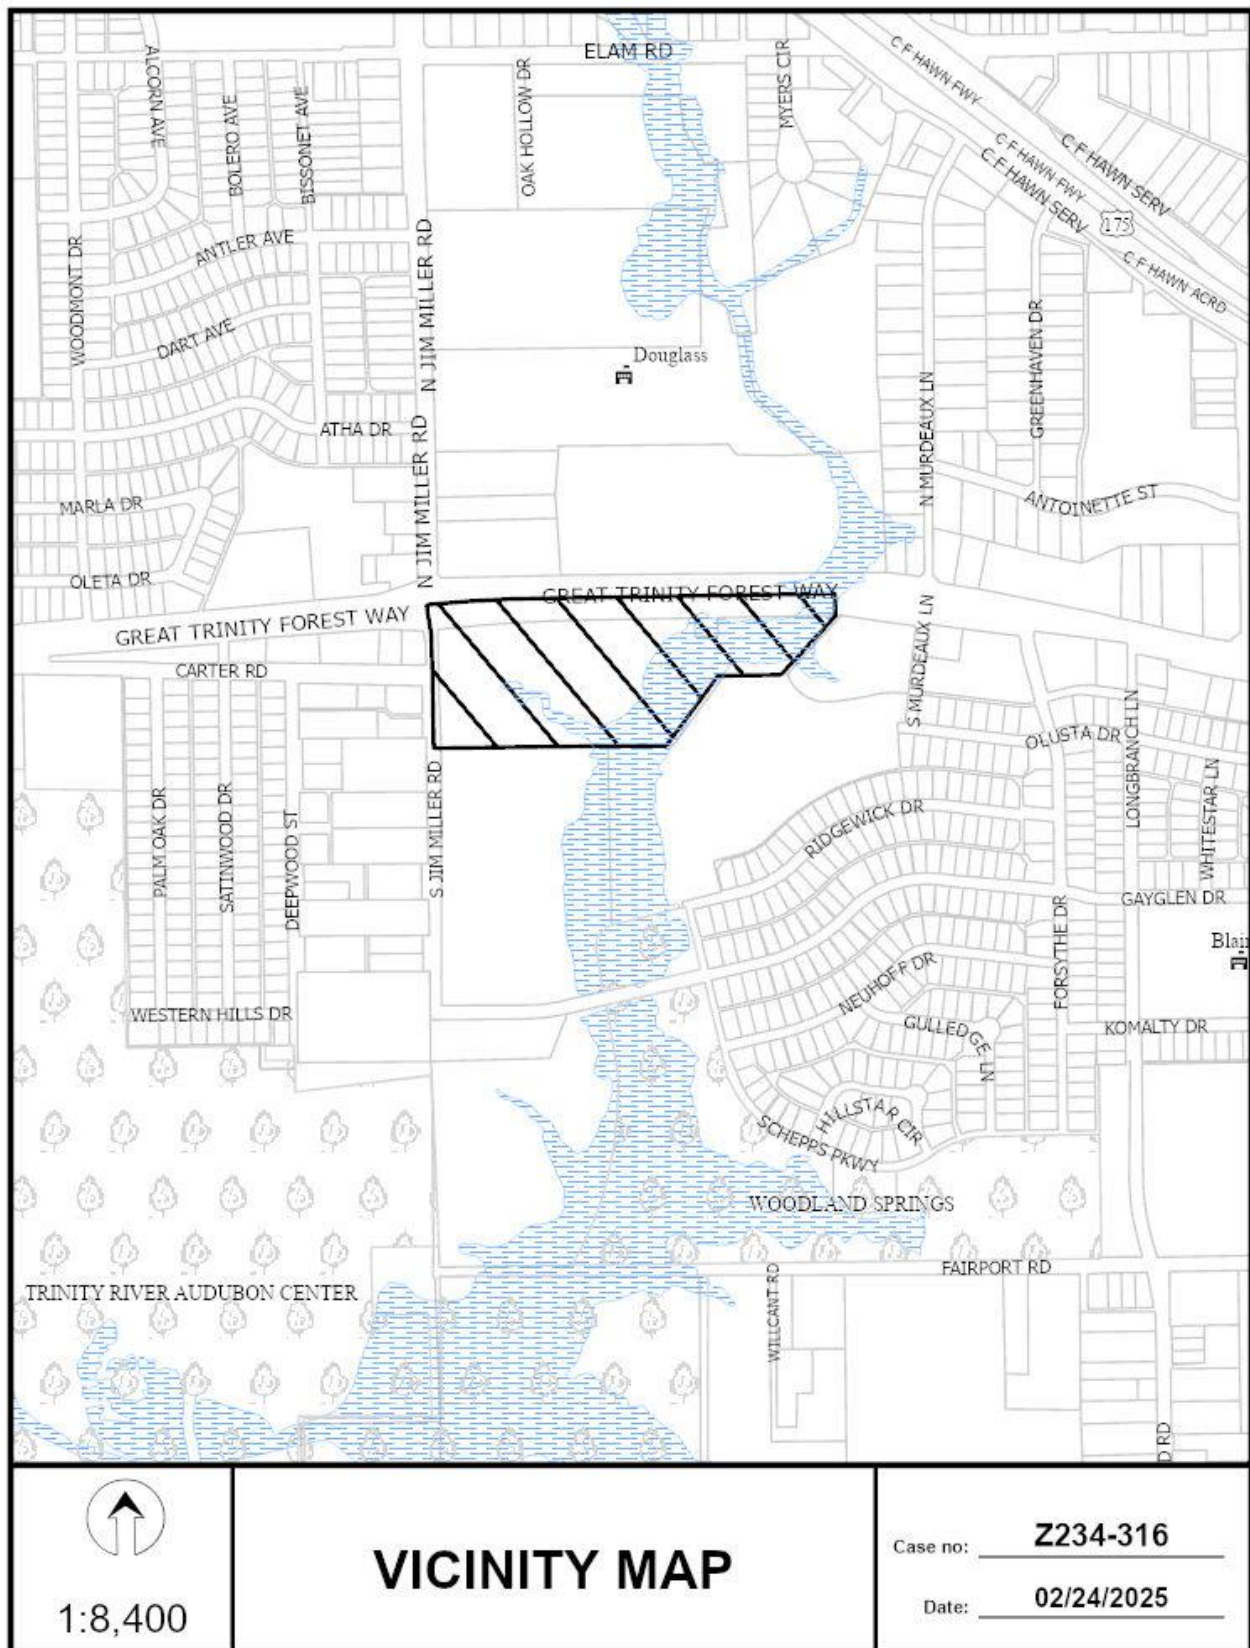 ELAM RD
C F HAWN FWY
ALCORN AVE
BOLERO AVE
BISSONET AVE
OAK HOLLOW DR
MYERS CIR
C F HAWN SERV
C F HAWN FWY
C F HAWN SERV
175
C F HAWN ACRD
WOODMONT DR
ANTLER AVE
N JIM MILLER RD
DART AVE
Douglass
GREENHAVEN DR
N MURDEAUX LN
ATHA DR
N JIM MILLER RD
MARLA DR
ANTOINETTE ST
OLETA DR
N JIM MILLER RD
GREAT TRINITY FOREST WAY
GREAT TRINITY FOREST WAY
CARTER RD
S MURDEAUX LN
OLUSTA DR
LONGBRANCH LN
WHITESTAR LN
PALM OAK DR
SATINWOOD DR
DEEPWOOD ST
S JIM MILLER RD
RIDGEWICK DR
GAYGLEN DR
FORSYTHE DR
Blair
NEUHOFF DR
WESTERN HILLS DR
GULLEDGE LN
KOMALTY DR
HILLSTAR CIR
SCHEPPS PKWY
WOODLAND SPRINGS
FAIRPORT RD
TRINITY RIVER AUDUBON CENTER
WILLCANT RD
D RD
1:8,400
VICINITY MAP
Case no: Z234-316
Date: 02/24/2025